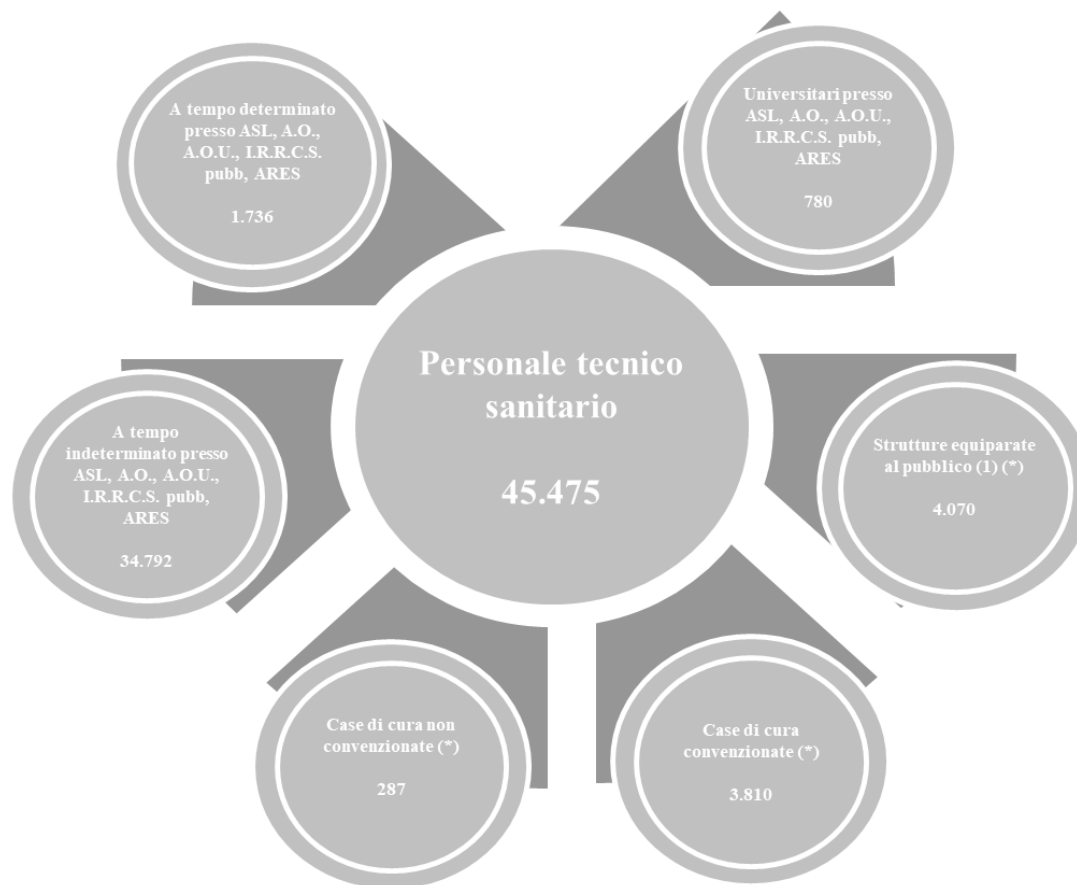 A tempo determinato
presso ASL, A.O.,
A.O.U., I.R.R.C.S.
pubb, ARES
1.736
Universitari presso
ASL, A.O., A.O.U.,
I.R.R.C.S. pubb,
ARES
780
Personale tecnico
sanitario
45.475
A tempo
indeterminato presso
ASL, A.O., A.O.U.,
I.R.R.C.S. pubb,
ARES
34.792
Strutture equiparate
al pubblico (1) (*)
4.070
Case di cura non
convenzionate (*)
287
Case di cura
convenzionate (*)
3.810